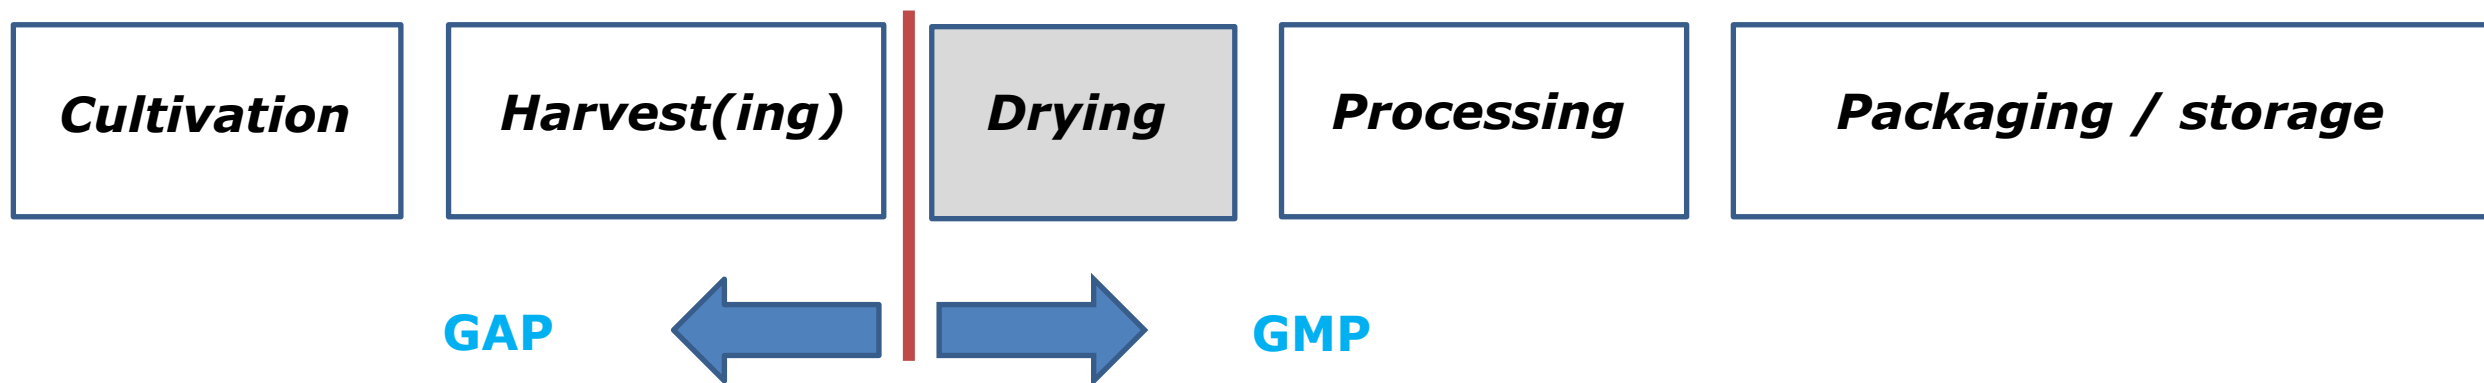 Cultivation
Harvest(ing)
Drying
Processing
Packaging / storage
GAP
GMP